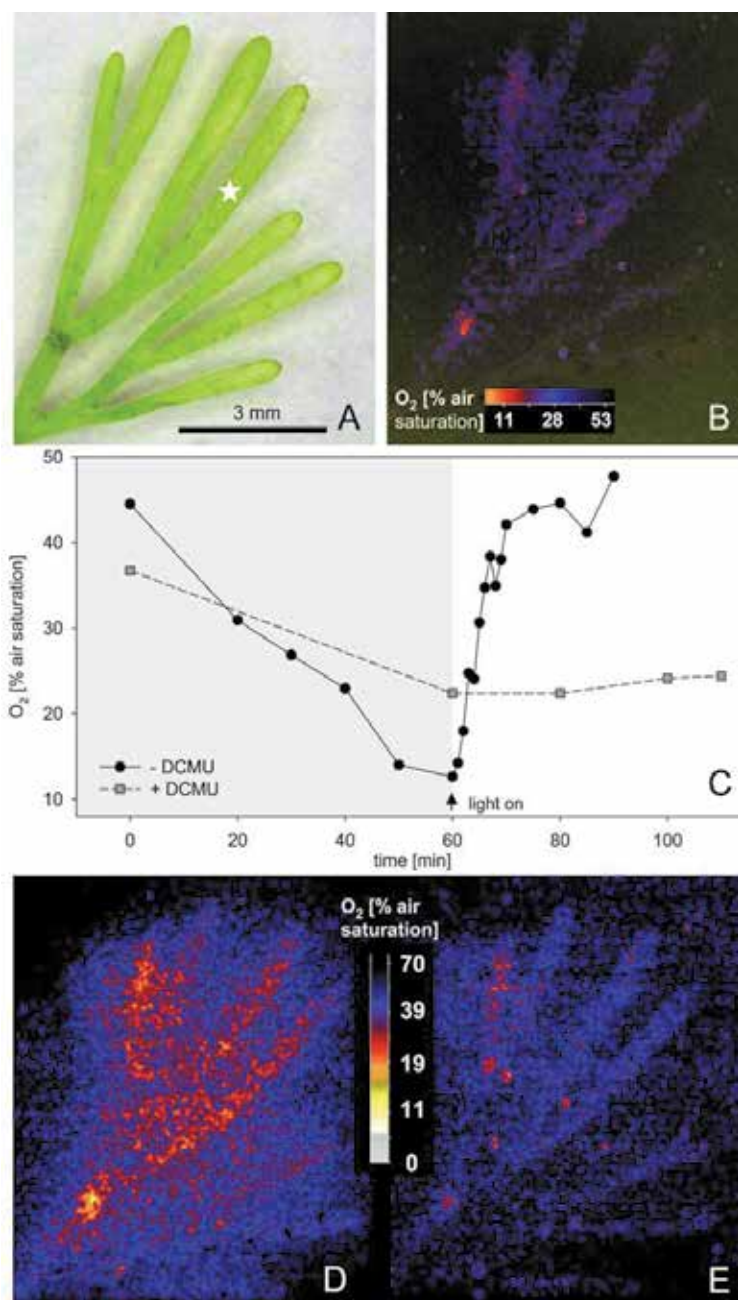 3 mm
A
O₂ [% air
saturation]
11 28 53
B
50
40
30
20
10
O₂ [% air saturation]
- DCMU
+ DCMU
light on
C
0 20 40 60 80 100
time [min]
O₂ [% air
saturation]
70
39
19
11
0
D
E